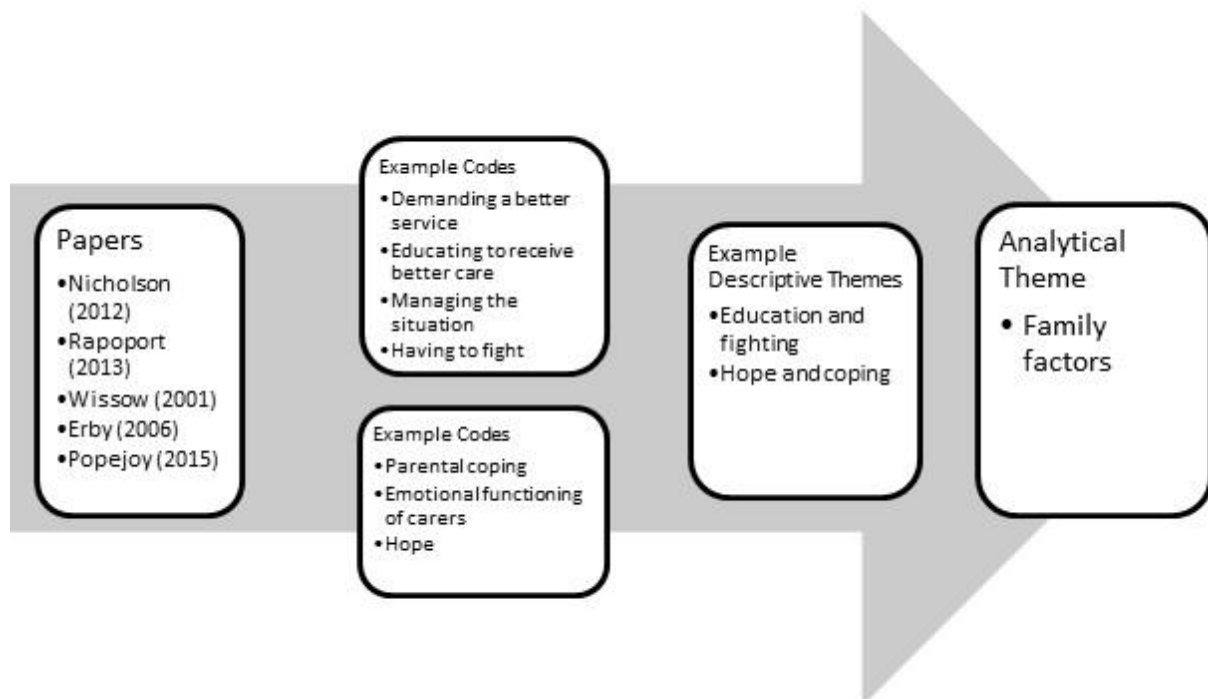 Papers
•Nicholson
(2012)
•Rapoport
(2013)
•Wissow (2001)
•Erby (2006)
•Popejoy (2015)
Example Codes
•Demanding a better
service
•Educating to receive
better care
•Managing the
situation
•Having to fight
Example Codes
•Parental coping
•Emotional functioning
of carers
•Hope
Example
Descriptive Themes
•Education and
fighting
•Hope and coping
Analytical
Theme
• Family
factors